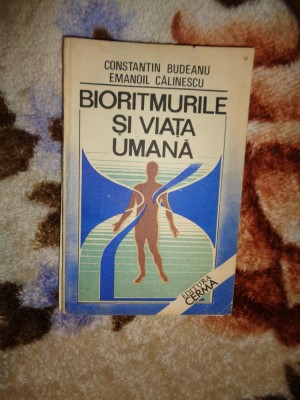 CONSTANTIN BUDEANU
EMANOIL CĂLINESCU
BIORITMURILE
ȘI VIAȚA
UMANĂ
EDITURA
CERMA